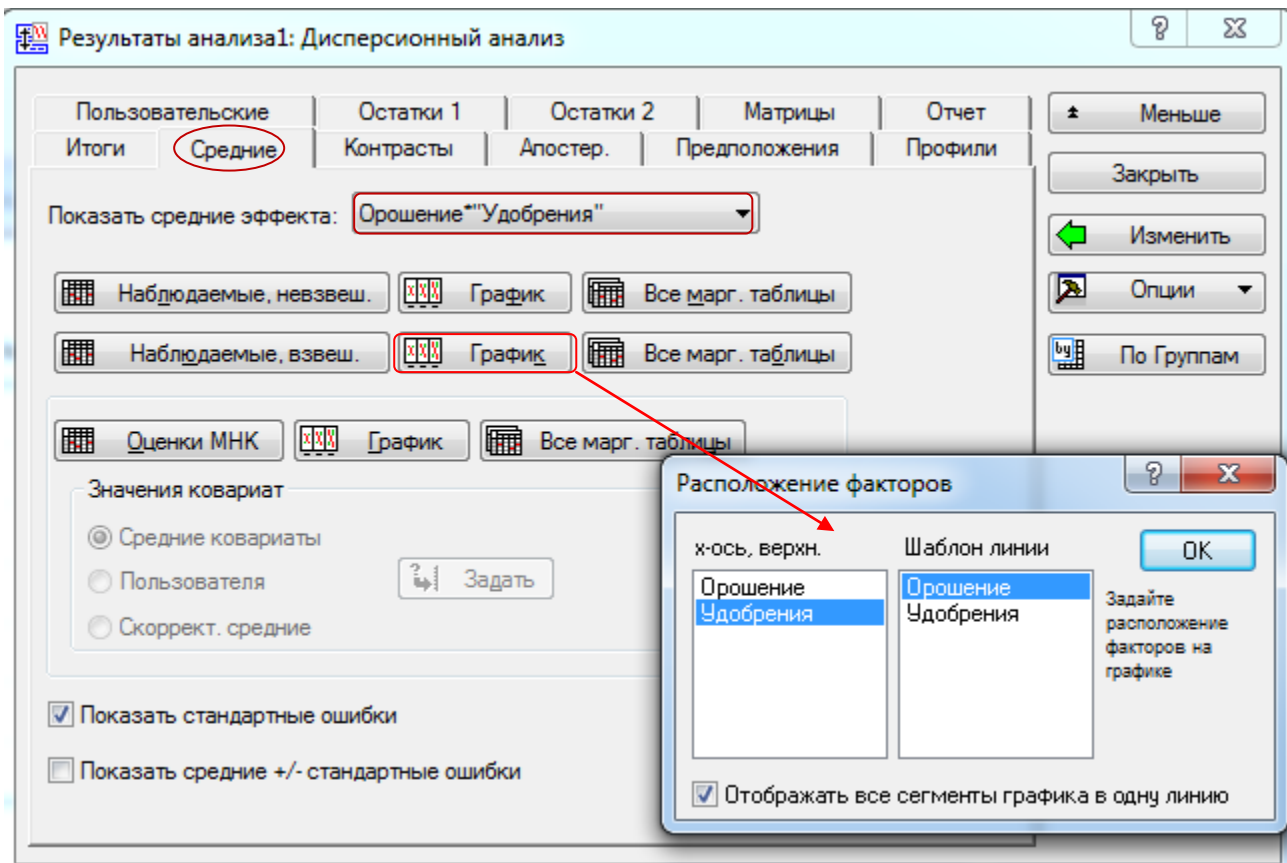 Результаты анализа1: Дисперсионный анализ
Пользовательские Остатки 1 Остатки 2 Матрицы Отчет
Итоги Средние Контрасты Апостер. Предположения Профили
Меньше
Закрыть
Показать средние эффекта: Орошение*"Удобрения"
Изменить
Наблюдаемые, невзвеш. График Все марг. таблицы
Опции
Наблюдаемые, взвеш. График Все марг. таблицы
by По Группам
Оценки МНК График Все марг. таблицы
Значения ковариат
Средние ковариаты
Пользователя Задать
Скоррект. средние
Показать стандартные ошибки
Показать средние +/- стандартные ошибки
Расположение факторов
х-ось, верхн. Шаблон линии
OK
Орошение Орошение
Удобрения Удобрения
Задайте
расположение
факторов на
графике
Отображать все сегменты графика в одну линию